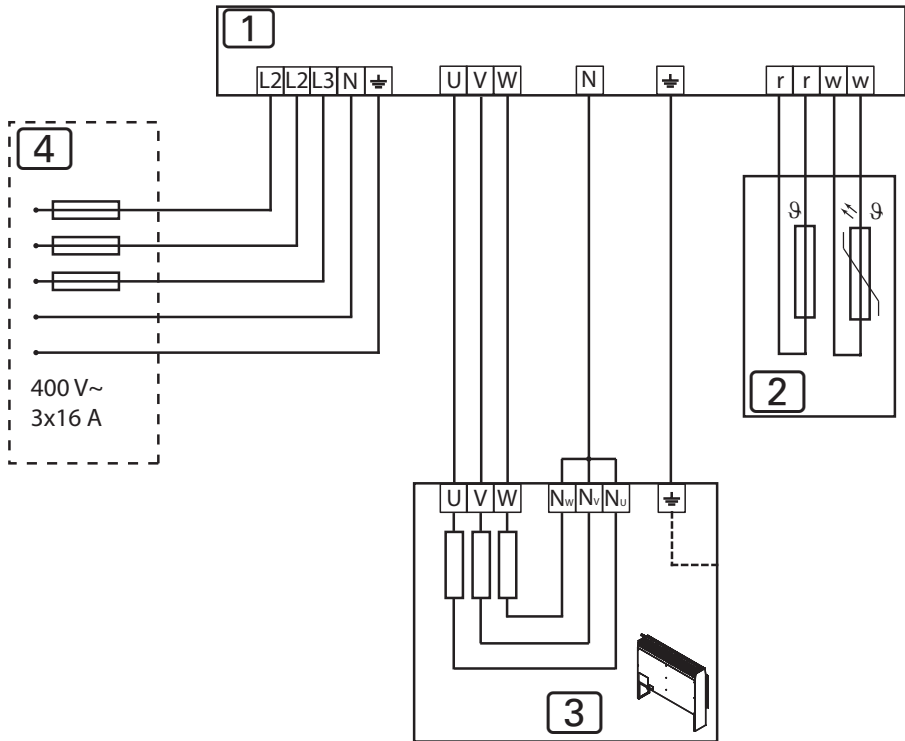 1
L2 L2 L3 N ⏚ U V W N ⏚ r r w w
4
ϑ ϑ
400 V~
3x16 A
2
U V W Nw Nv Nu ⏚
3